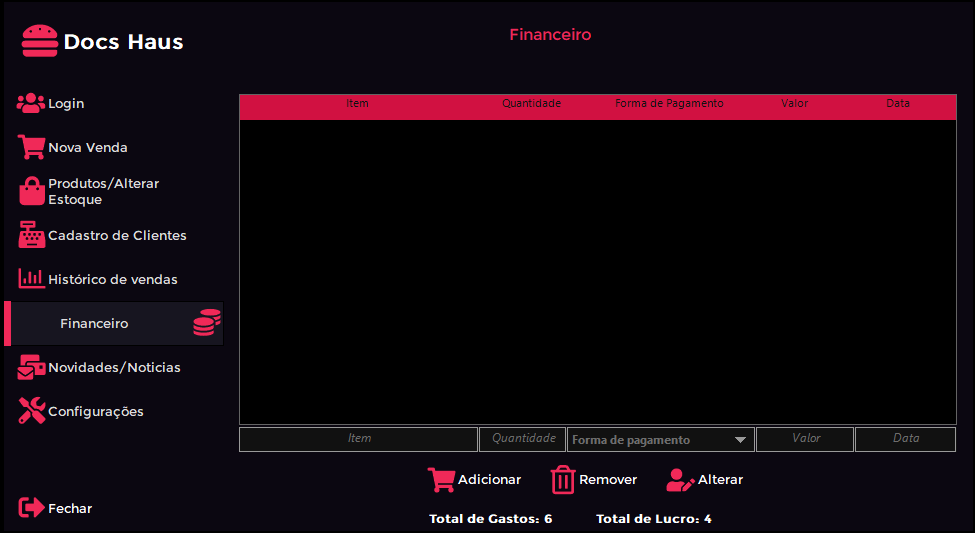 Docs Haus
Financeiro
Login
Nova Venda
Produtos/Alterar
Estoque
Cadastro de Clientes
Histórico de vendas
Financeiro
Novidades/Noticias
Configurações
Fechar
Item Quantidade Forma de Pagamento Valor Data
Item Quantidade Forma de pagamento Valor Data
Adicionar Remover Alterar
Total de Gastos: 6 Total de Lucro: 4